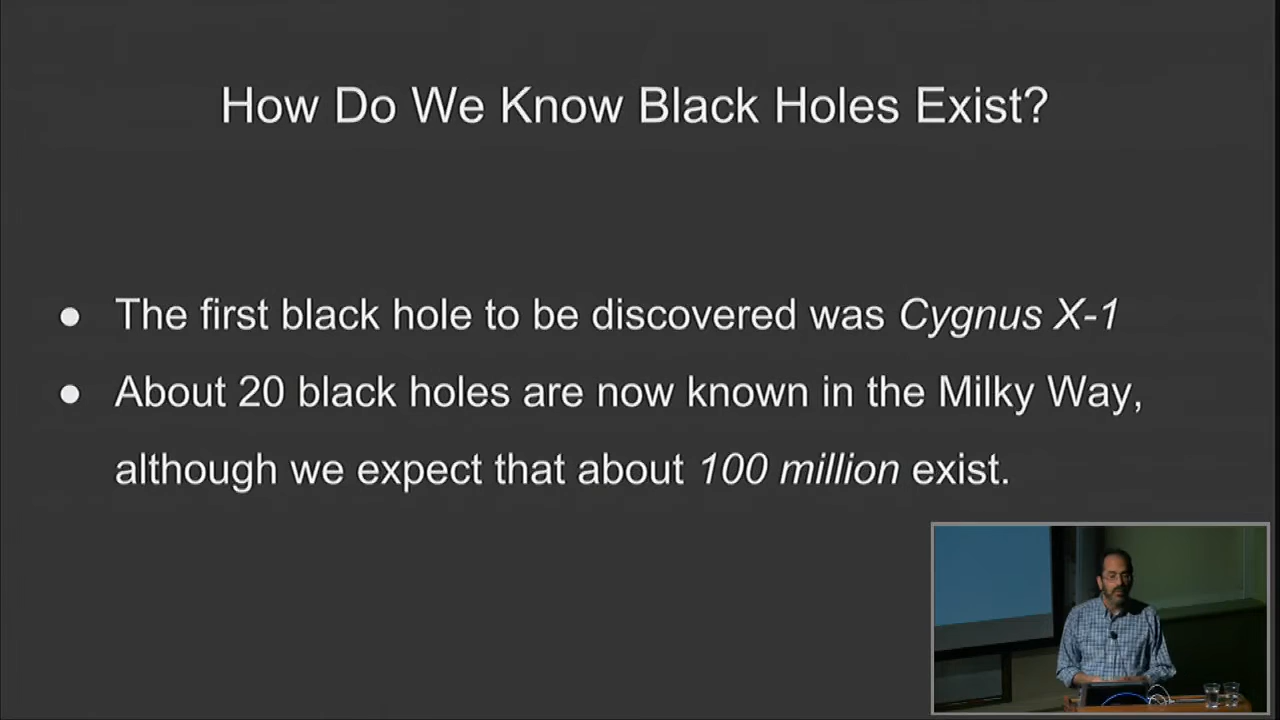 How Do We Know Black Holes Exist?
● The first black hole to be discovered was Cygnus X-1
● About 20 black holes are now known in the Milky Way,
although we expect that about 100 million exist.